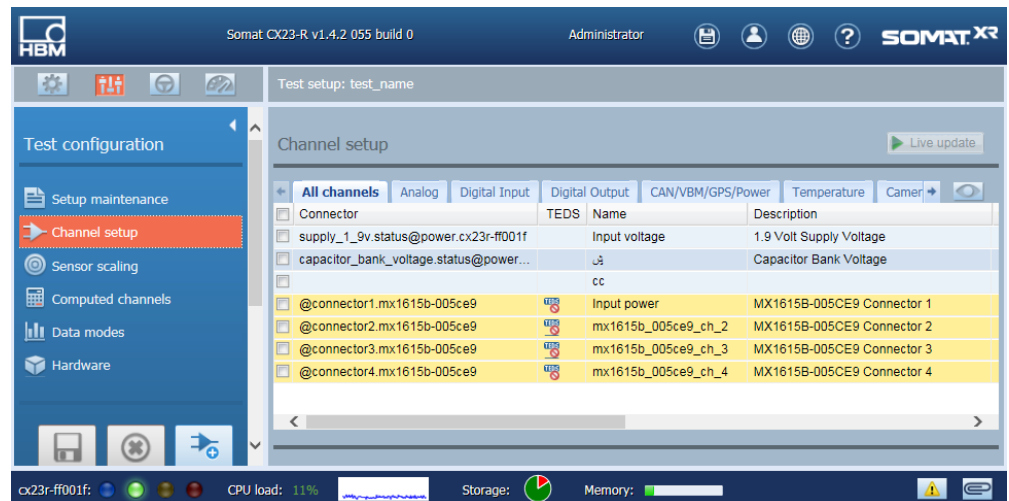 HBM
Somat CX23-R v1.4.2 055 build 0
Administrator
?
SOMAT XR
Test setup: test_name
Test configuration
Setup maintenance
Channel setup
Sensor scaling
Computed channels
Data modes
Hardware
Channel setup
Live update
All channels Analog Digital Input Digital Output CAN/VBM/GPS/Power Temperature Camer
Connector TEDS Name Description
supply_1_9v.status@power.cx23r-ff001f Input voltage 1.9 Volt Supply Voltage
capacitor_bank_voltage.status@power... Capacitor Bank Voltage
cc
@connector1.mx1615b-005ce9 TEDS Input power MX1615B-005CE9 Connector 1
@connector2.mx1615b-005ce9 TEDS mx1615b_005ce9_ch_2 MX1615B-005CE9 Connector 2
@connector3.mx1615b-005ce9 TEDS mx1615b_005ce9_ch_3 MX1615B-005CE9 Connector 3
@connector4.mx1615b-005ce9 TEDS mx1615b_005ce9_ch_4 MX1615B-005CE9 Connector 4
cx23r-ff001f: CPU load: 11% Storage: Memory: